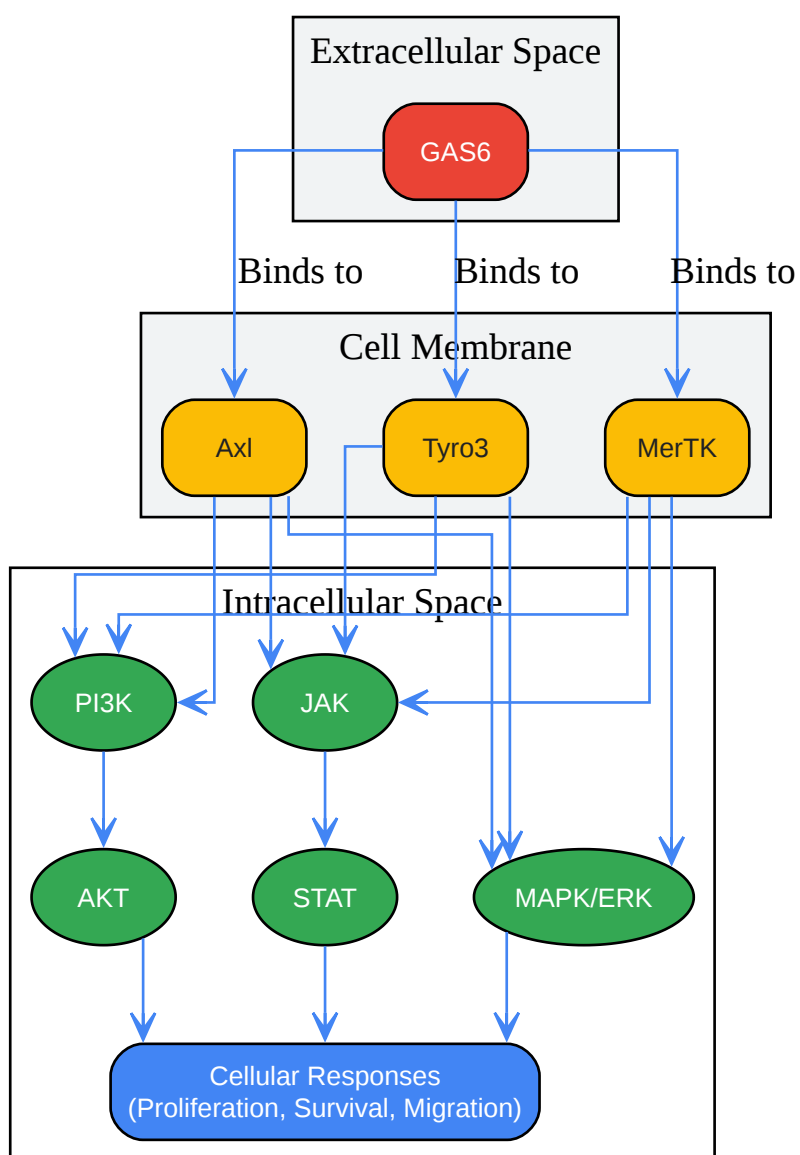 Extracellular Space
GAS6
Binds to
Binds to
Binds to
Cell Membrane
Axl
Tyro3
MerTK
Intracellular Space
PI3K
JAK
AKT
STAT
MAPK/ERK
Cellular Responses
(Proliferation, Survival, Migration)